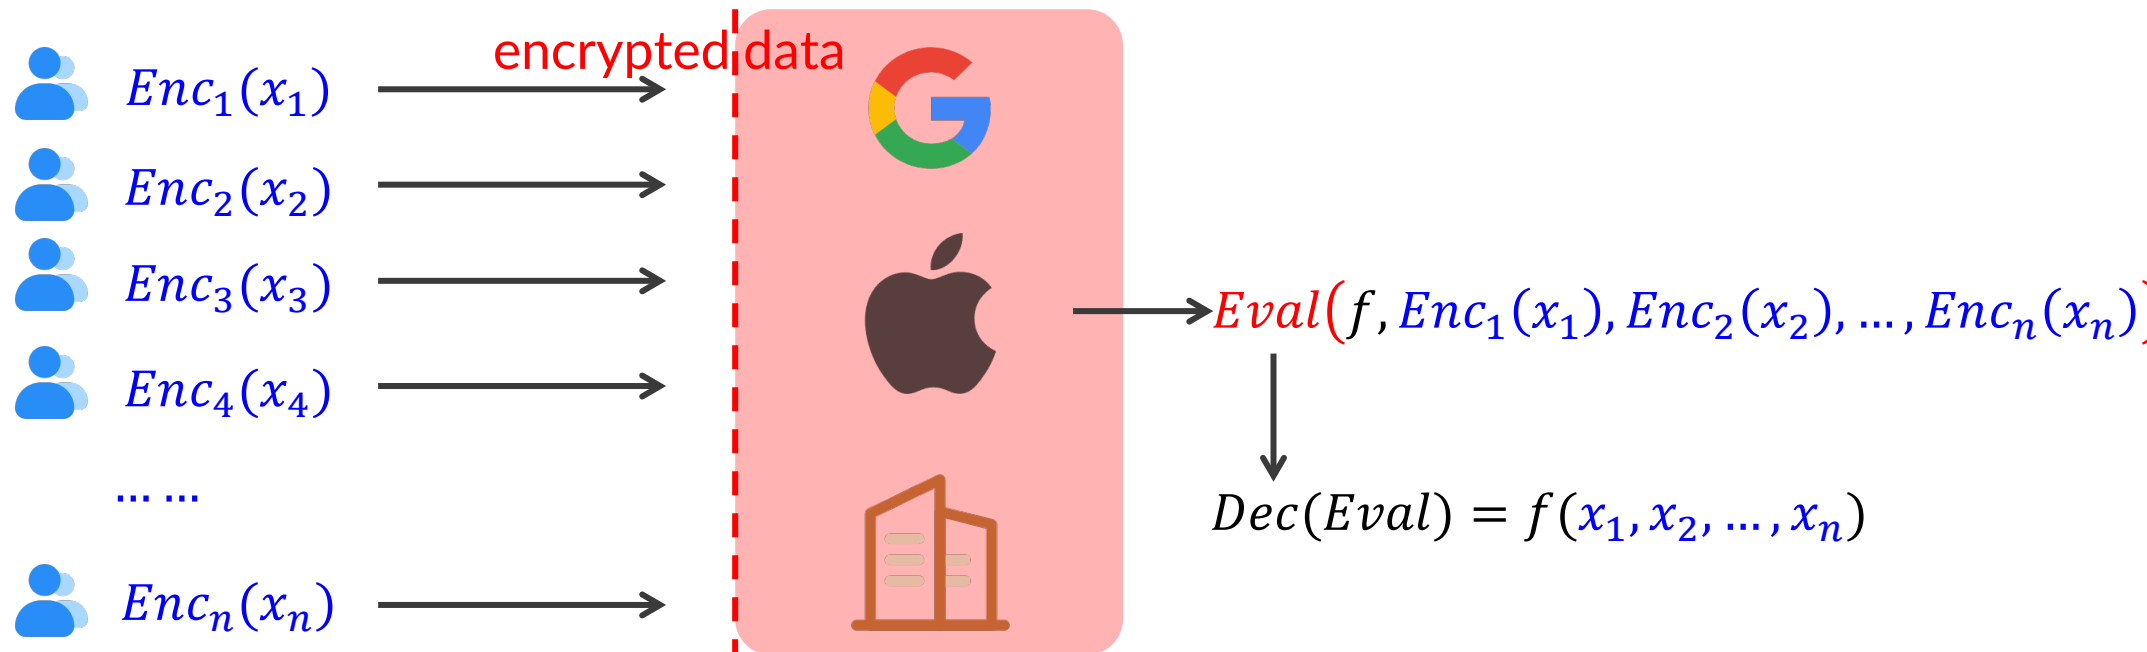 encrypted data
Enc₁(x₁)
Enc₂(x₂)
Enc₃(x₃)
Enc₄(x₄)
... ...
Encₙ(xₙ)
Eval(f, Enc₁(x₁), Enc₂(x₂), ... , Encₙ(xₙ))
Dec(Eval) = f(x₁, x₂, ... , xₙ)